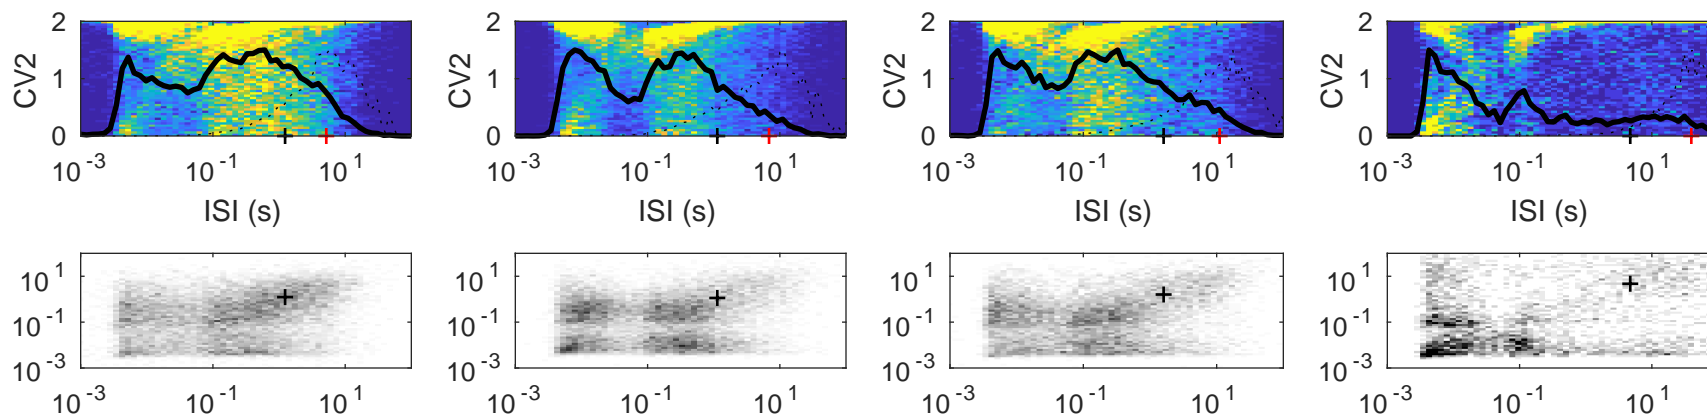 2 2 2 2
CV2 CV2 CV2 CV2
1 1 1 1
0 0 0 0
10^-3 10^-1 10^1 10^-3 10^-1 10^1 10^-3 10^-1 10^1 10^-3 10^-1 10^1
ISI (s) ISI (s) ISI (s) ISI (s)
10^1 10^1 10^1 10^1
10^-1 10^-1 10^-1 10^-1
10^-3 10^-3 10^-3 10^-3
10^-3 10^-1 10^1 10^-3 10^-1 10^1 10^-3 10^-1 10^1 10^-3 10^-1 10^1